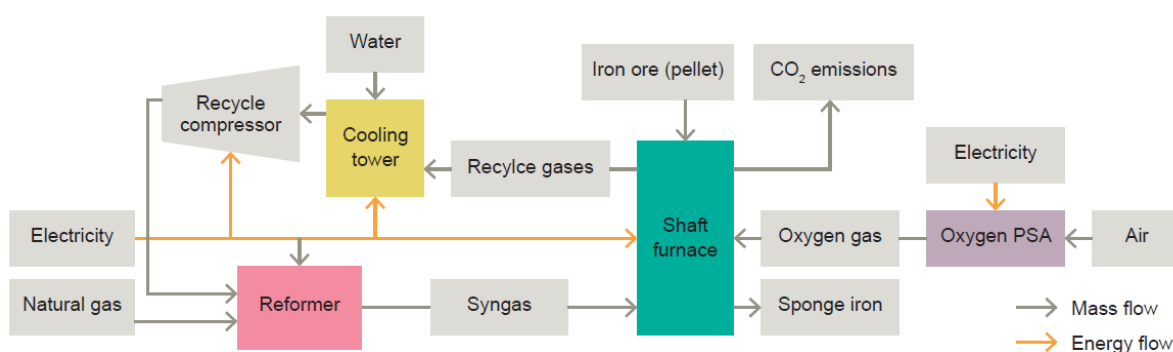 Water
Iron ore (pellet)
CO2 emissions
Recycle
compressor
Cooling
tower
Recylce gases
Electricity
Electricity
Shaft
furnace
Oxygen gas
Oxygen PSA
Air
Natural gas
Reformer
Syngas
Sponge iron
Mass flow
Energy flow